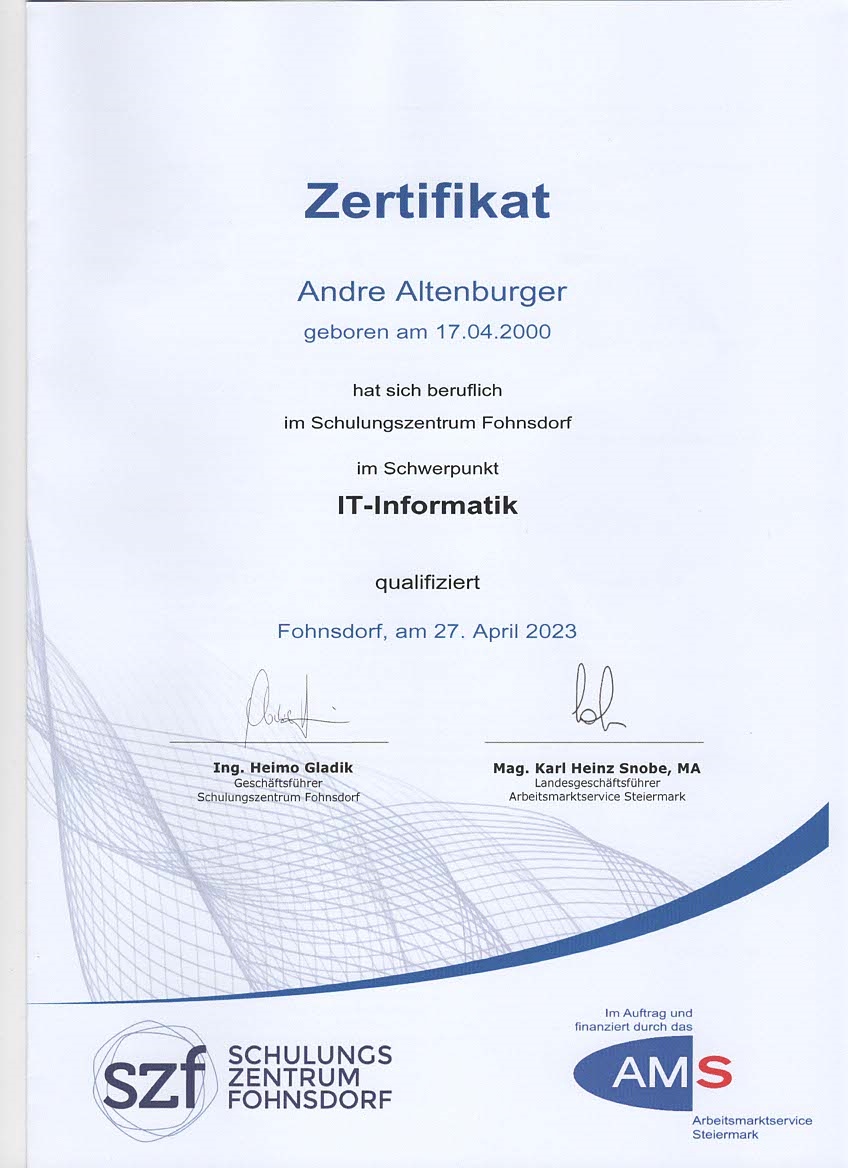 Zertifikat
Andre Altenburger
geboren am 17.04.2000
hat sich beruflich
im Schulungszentrum Fohnsdorf
im Schwerpunkt
IT-Informatik
qualifiziert
Fohnsdorf, am 27. April 2023
Ing. Heimo Gladik
Geschäftsführer
Schulungszentrum Fohnsdorf
Mag. Karl Heinz Snobe, MA
Landesgeschäftsführer
Arbeitsmarktservice Steiermark
szf
SCHULUNGS
ZENTRUM
FOHNSDORF
Im Auftrag und
finanziert durch das
AMS
Arbeitsmarktservice
Steiermark